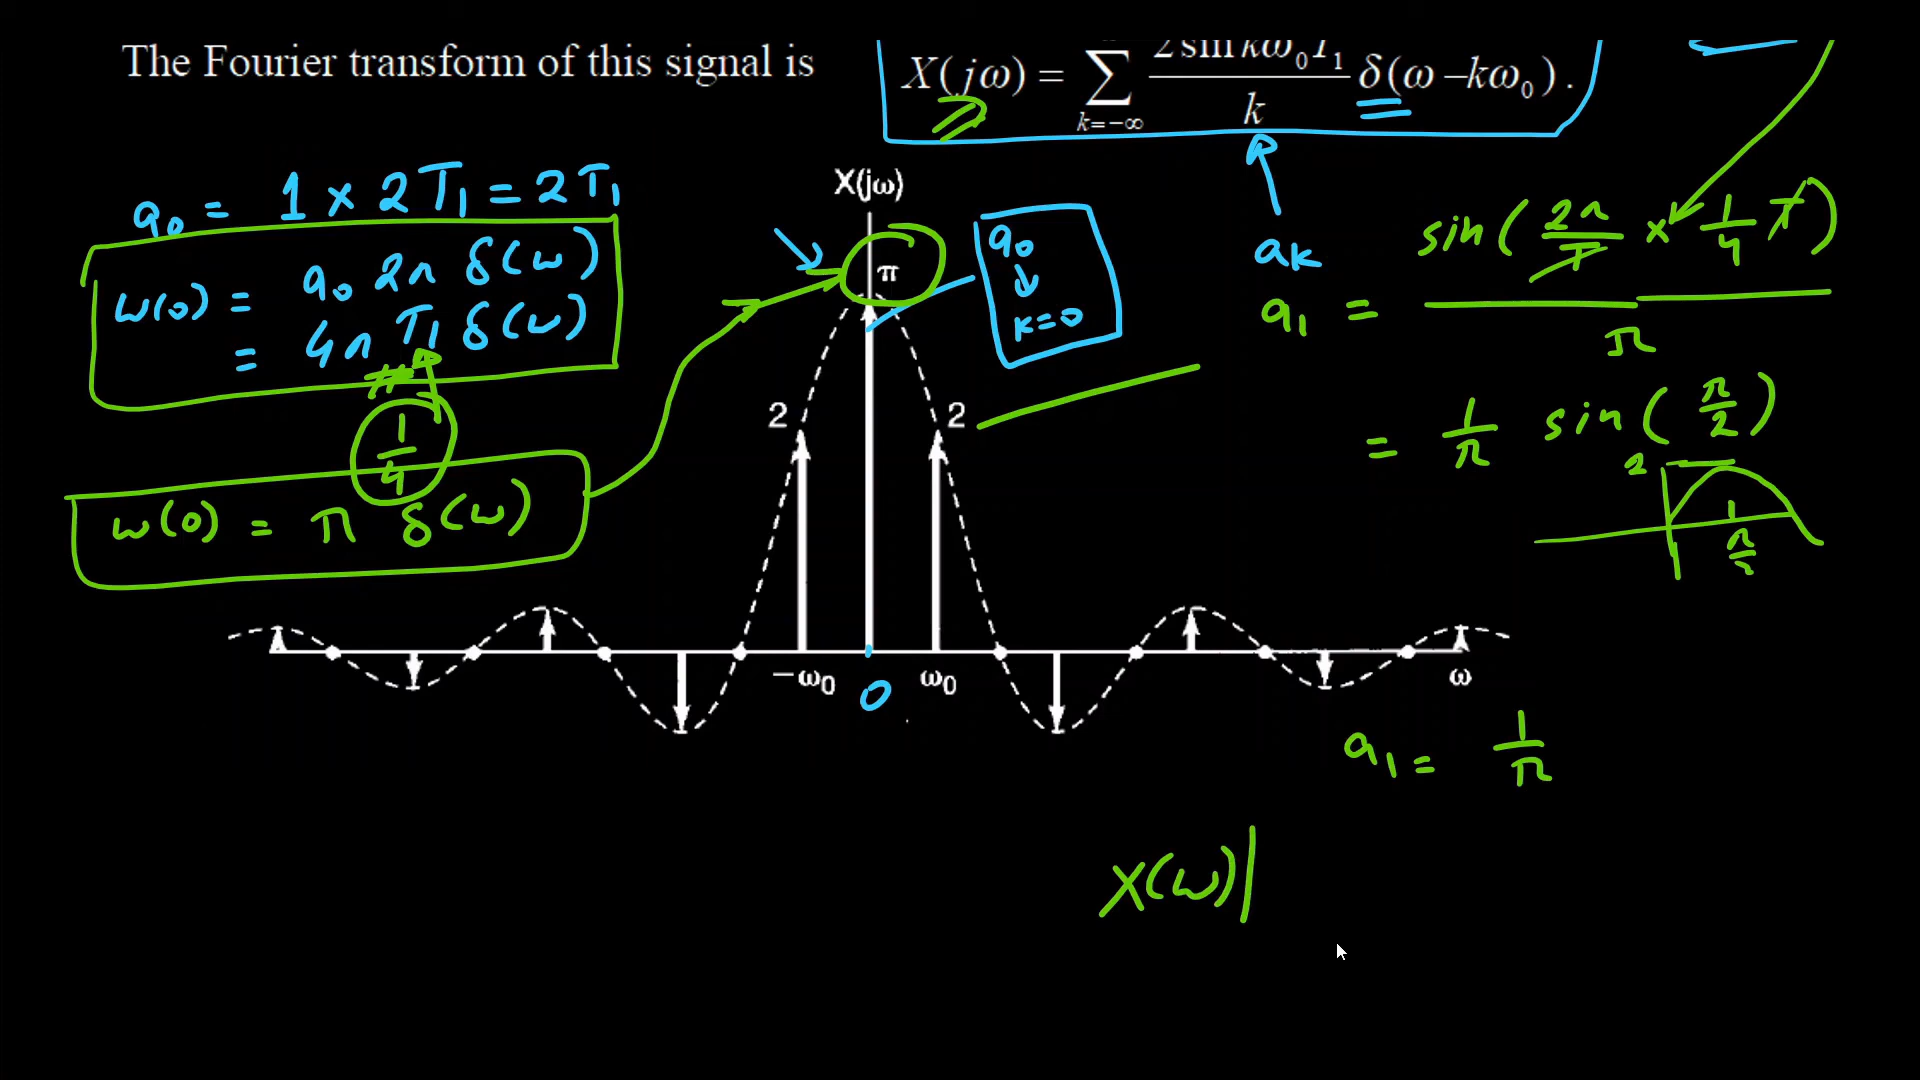 The Fourier transform of this signal is
X(jω) = ∑ k=-∞ 2 sin kω₀T₁ / k δ(ω – kω₀) .
a₀ = 1 x 2T₁ = 2T₁
ω(0) = a₀ 2π δ(ω)
= 4π T₁ δ(ω)
1/4
ω(0) = π δ(ω)
X(jω)
π
a₀
↓
k=0
2
2
−ω₀
0
ω₀
ω
aₖ
a₁ = sin( 2π/T x 1/4 T ) / π
= 1/π sin( π/2 )
2
1
π/2
a₁ = 1/π
X(ω)|